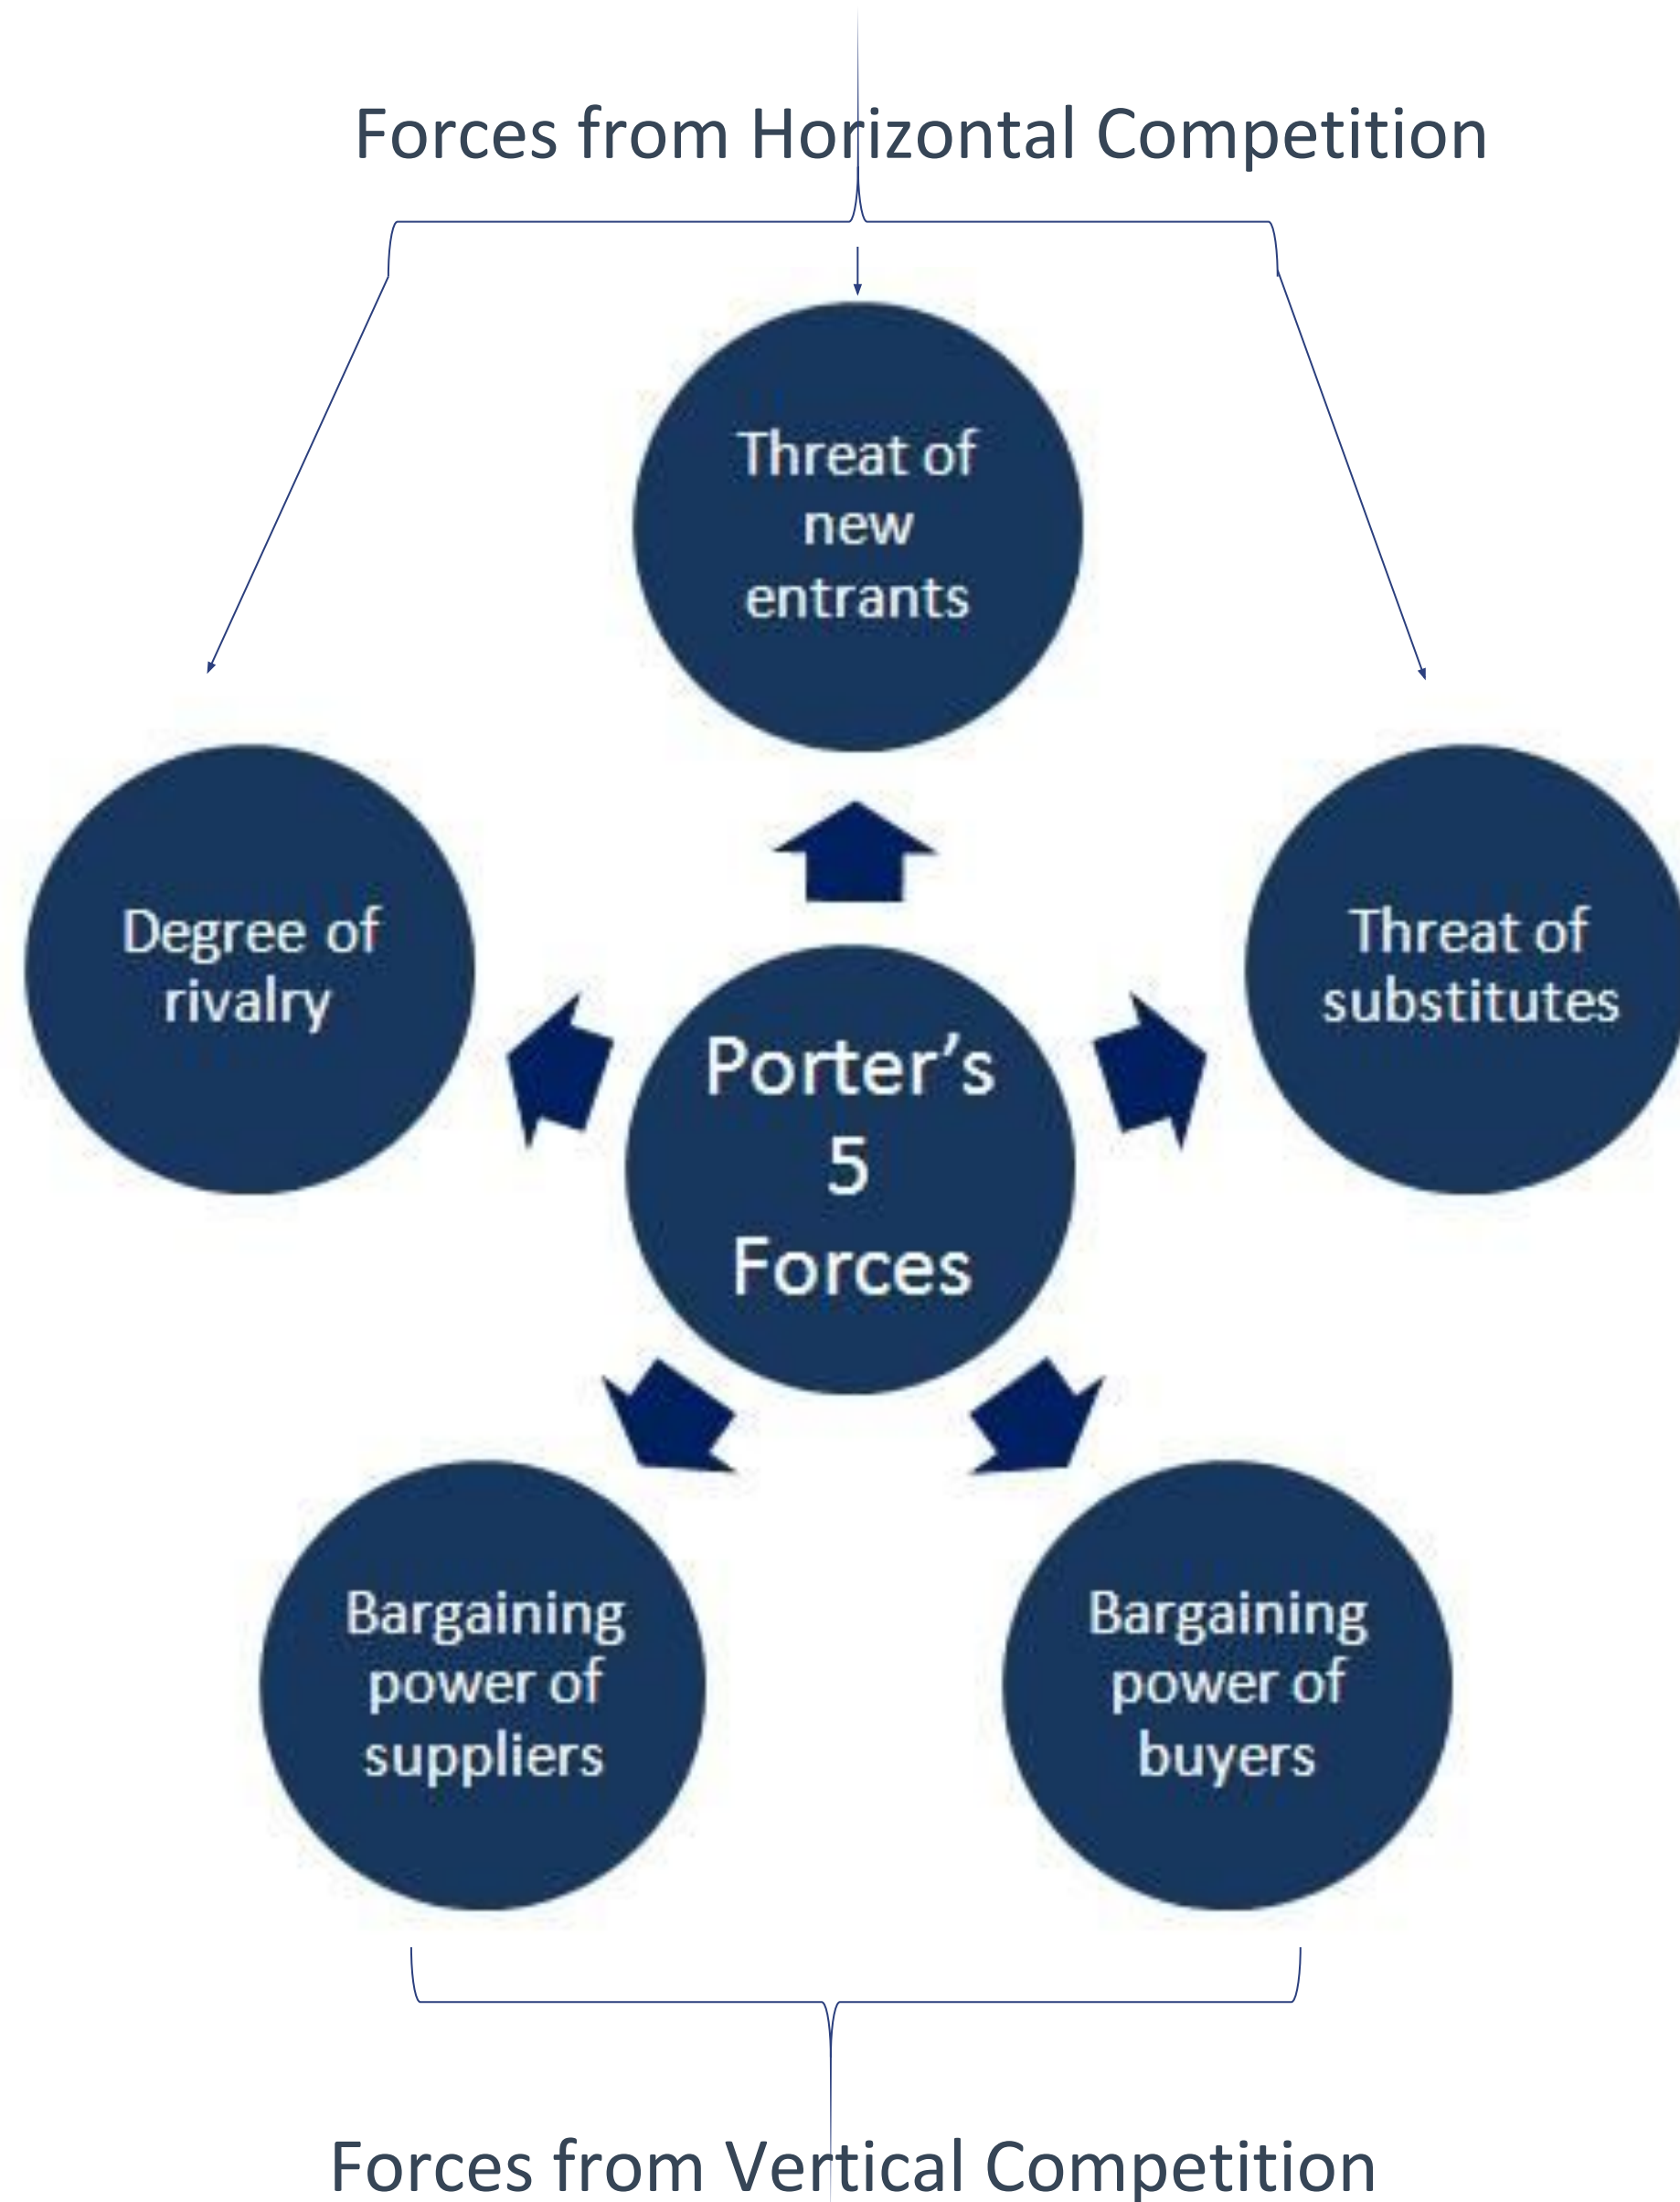 Forces from Horizontal Competition
Threat of
new
entrants
Degree of
rivalry
Threat of
substitutes
Porter’s
5
Forces
Bargaining
power of
suppliers
Bargaining
power of
buyers
Forces from Vertical Competition